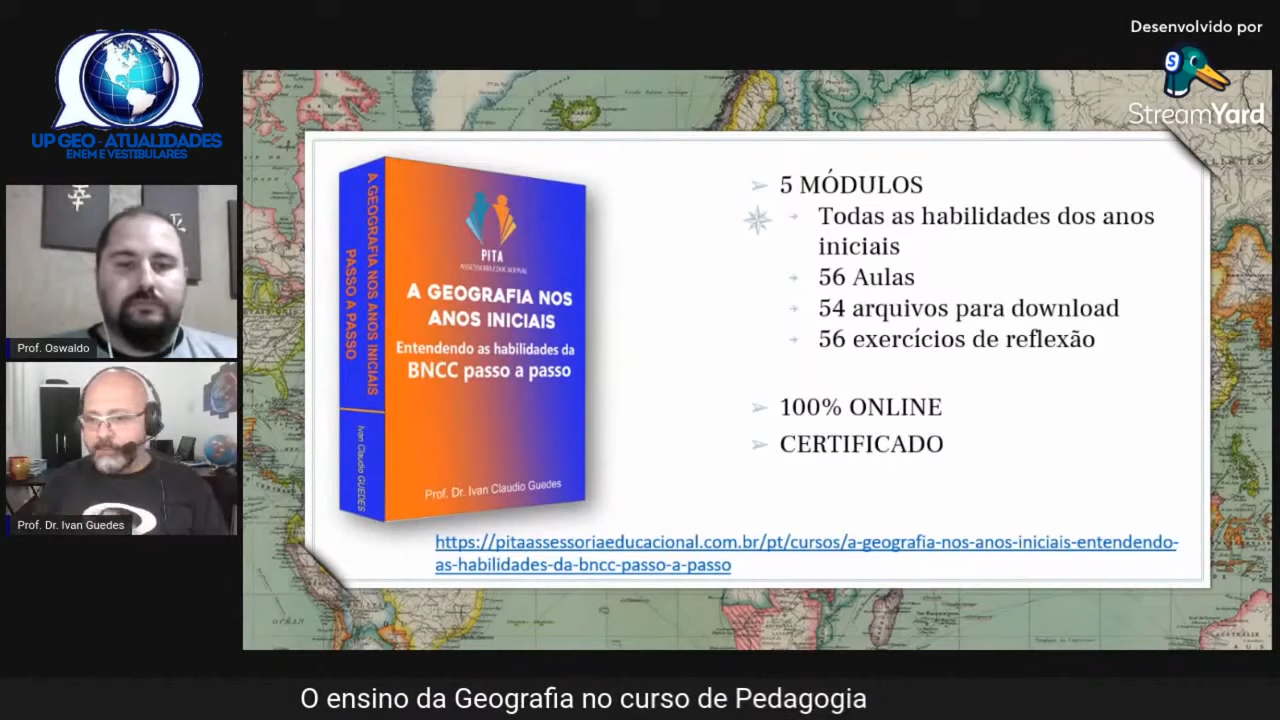 Desenvolvido por
StreamYard
UP GEO - ATUALIDADES
ENEM E VESTIBULARES
Prof. Oswaldo
Prof. Dr. Ivan Guedes
A GEOGRAFIA NOS ANOS INICIAIS
PASSO A PASSO
Ivan Claudio GUEDES
PITA
ASSESSORIA EDUCACIONAL
A GEOGRAFIA NOS
ANOS INICIAIS
Entendendo as habilidades da
BNCC passo a passo
Prof. Dr. Ivan Claudio Guedes
5 MÓDULOS
Todas as habilidades dos anos
iniciais
56 Aulas
54 arquivos para download
56 exercícios de reflexão
100% ONLINE
CERTIFICADO
https://pitaassessoriaeducacional.com.br/pt/cursos/a-geografia-nos-anos-iniciais-entendendo-
as-habilidades-da-bncc-passo-a-passo
O ensino da Geografia no curso de Pedagogia